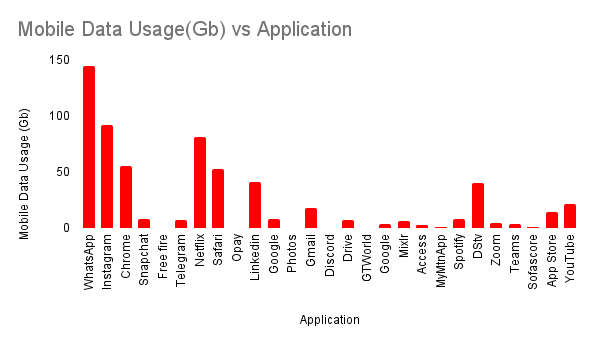 Mobile Data Usage(Gb) vs Application
Mobile Data Usage (Gb)
150
100
50
0
WhatsApp
Instagram
Chrome
Snapchat
Free fire
Telegram
Netflix
Safari
Opay
Linkedin
Google
Photos
Gmail
Discord
Drive
GTWorld
Google
Mixlr
Access
MyMtnApp
Spotify
DStv
Zoom
Teams
Sofascore
App Store
YouTube
Application